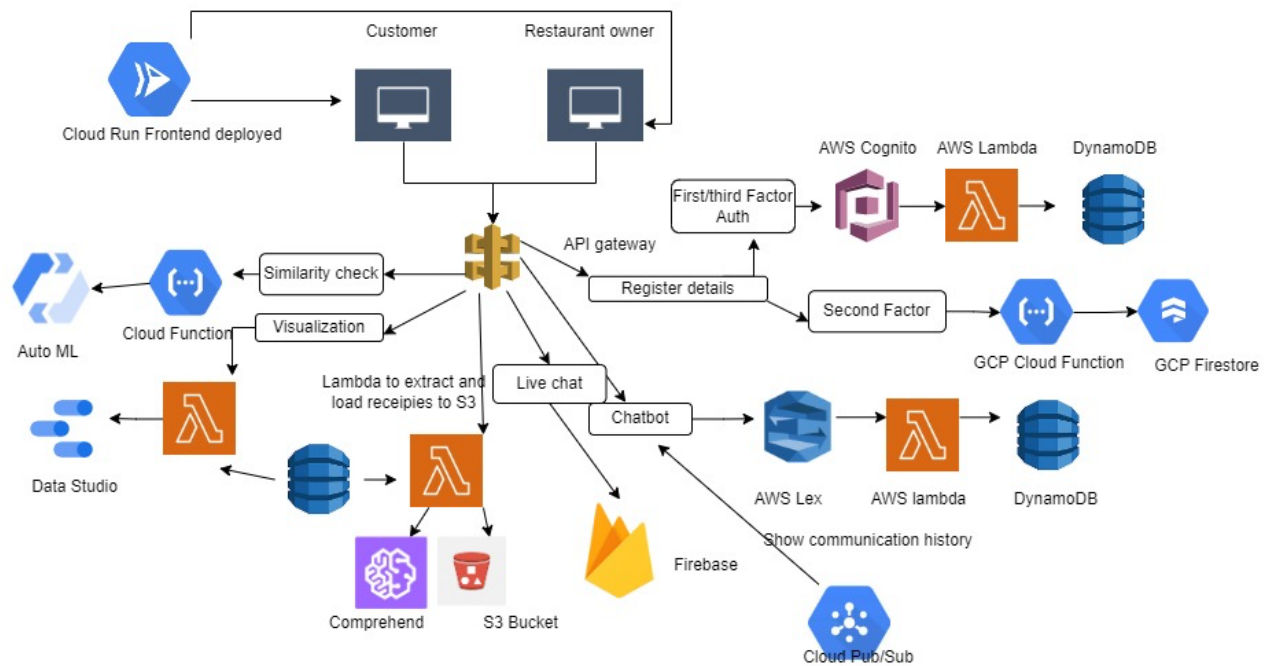 Customer
Restaurant owner
Cloud Run Frontend deployed
AWS Cognito
AWS Lambda
DynamoDB
First/third Factor
Auth
API gateway
Similarity check
Register details
Second Factor
Cloud Function
Visualization
Auto ML
GCP Cloud Function
GCP Firestore
Lambda to extract and
load receipies to S3
Live chat
Chatbot
Data Studio
AWS Lex
AWS lambda
DynamoDB
Show communication history
Firebase
Comprehend
S3 Bucket
Cloud Pub/Sub